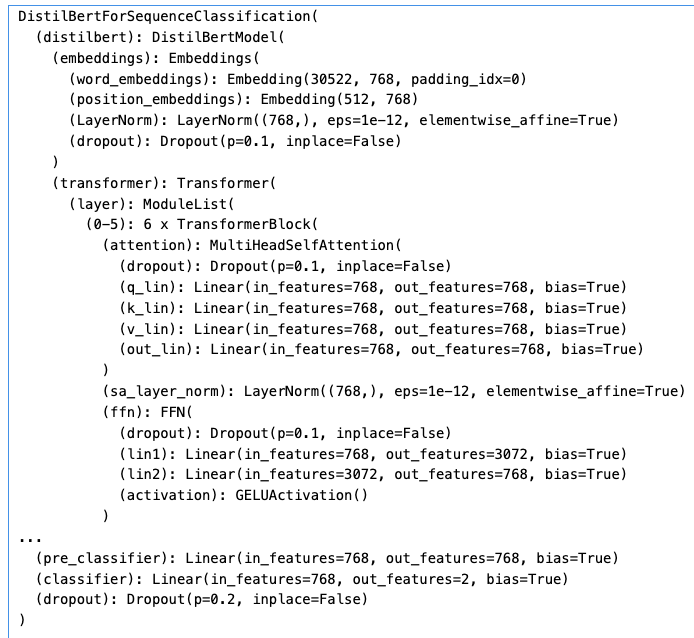 DistilBertForSequenceClassification(
  (distilbert): DistilBertModel(
    (embeddings): Embeddings(
      (word_embeddings): Embedding(30522, 768, padding_idx=0)
      (position_embeddings): Embedding(512, 768)
      (LayerNorm): LayerNorm((768,), eps=1e-12, elementwise_affine=True)
      (dropout): Dropout(p=0.1, inplace=False)
    )
    (transformer): Transformer(
      (layer): ModuleList(
        (0-5): 6 x TransformerBlock(
          (attention): MultiHeadSelfAttention(
            (dropout): Dropout(p=0.1, inplace=False)
            (q_lin): Linear(in_features=768, out_features=768, bias=True)
            (k_lin): Linear(in_features=768, out_features=768, bias=True)
            (v_lin): Linear(in_features=768, out_features=768, bias=True)
            (out_lin): Linear(in_features=768, out_features=768, bias=True)
          )
          (sa_layer_norm): LayerNorm((768,), eps=1e-12, elementwise_affine=True)
          (ffn): FFN(
            (dropout): Dropout(p=0.1, inplace=False)
            (lin1): Linear(in_features=768, out_features=3072, bias=True)
            (lin2): Linear(in_features=3072, out_features=768, bias=True)
            (activation): GELUActivation()
          )
...
  (pre_classifier): Linear(in_features=768, out_features=768, bias=True)
  (classifier): Linear(in_features=768, out_features=2, bias=True)
  (dropout): Dropout(p=0.2, inplace=False)
)